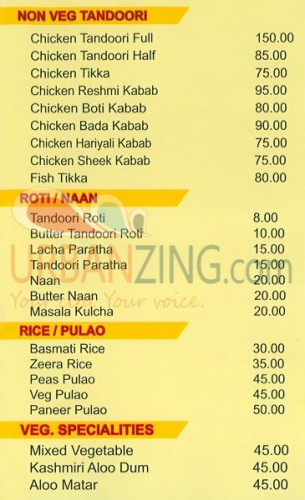 NON VEG TANDOORI
Chicken Tandoori Full 150.00
Chicken Tandoori Half 85.00
Chicken Tikka 75.00
Chicken Reshmi Kabab 95.00
Chicken Boti Kabab 80.00
Chicken Bada Kabab 90.00
Chicken Hariyali Kabab 75.00
Chicken Sheek Kabab 75.00
Fish Tikka 80.00
ROTI / NAAN
Tandoori Roti 8.00
Butter Tandoori Roti 10.00
Lacha Paratha 15.00
Tandoori Paratha 15.00
URBANZING.com
Naan 20.00
Your City. Your voice.
Butter Naan 20.00
Masala Kulcha 20.00
RICE / PULAO
Basmati Rice 30.00
Zeera Rice 35.00
Peas Pulao 45.00
Veg Pulao 45.00
Paneer Pulao 50.00
VEG. SPECIALITIES
Mixed Vegetable 45.00
Kashmiri Aloo Dum 45.00
Aloo Matar 45.00